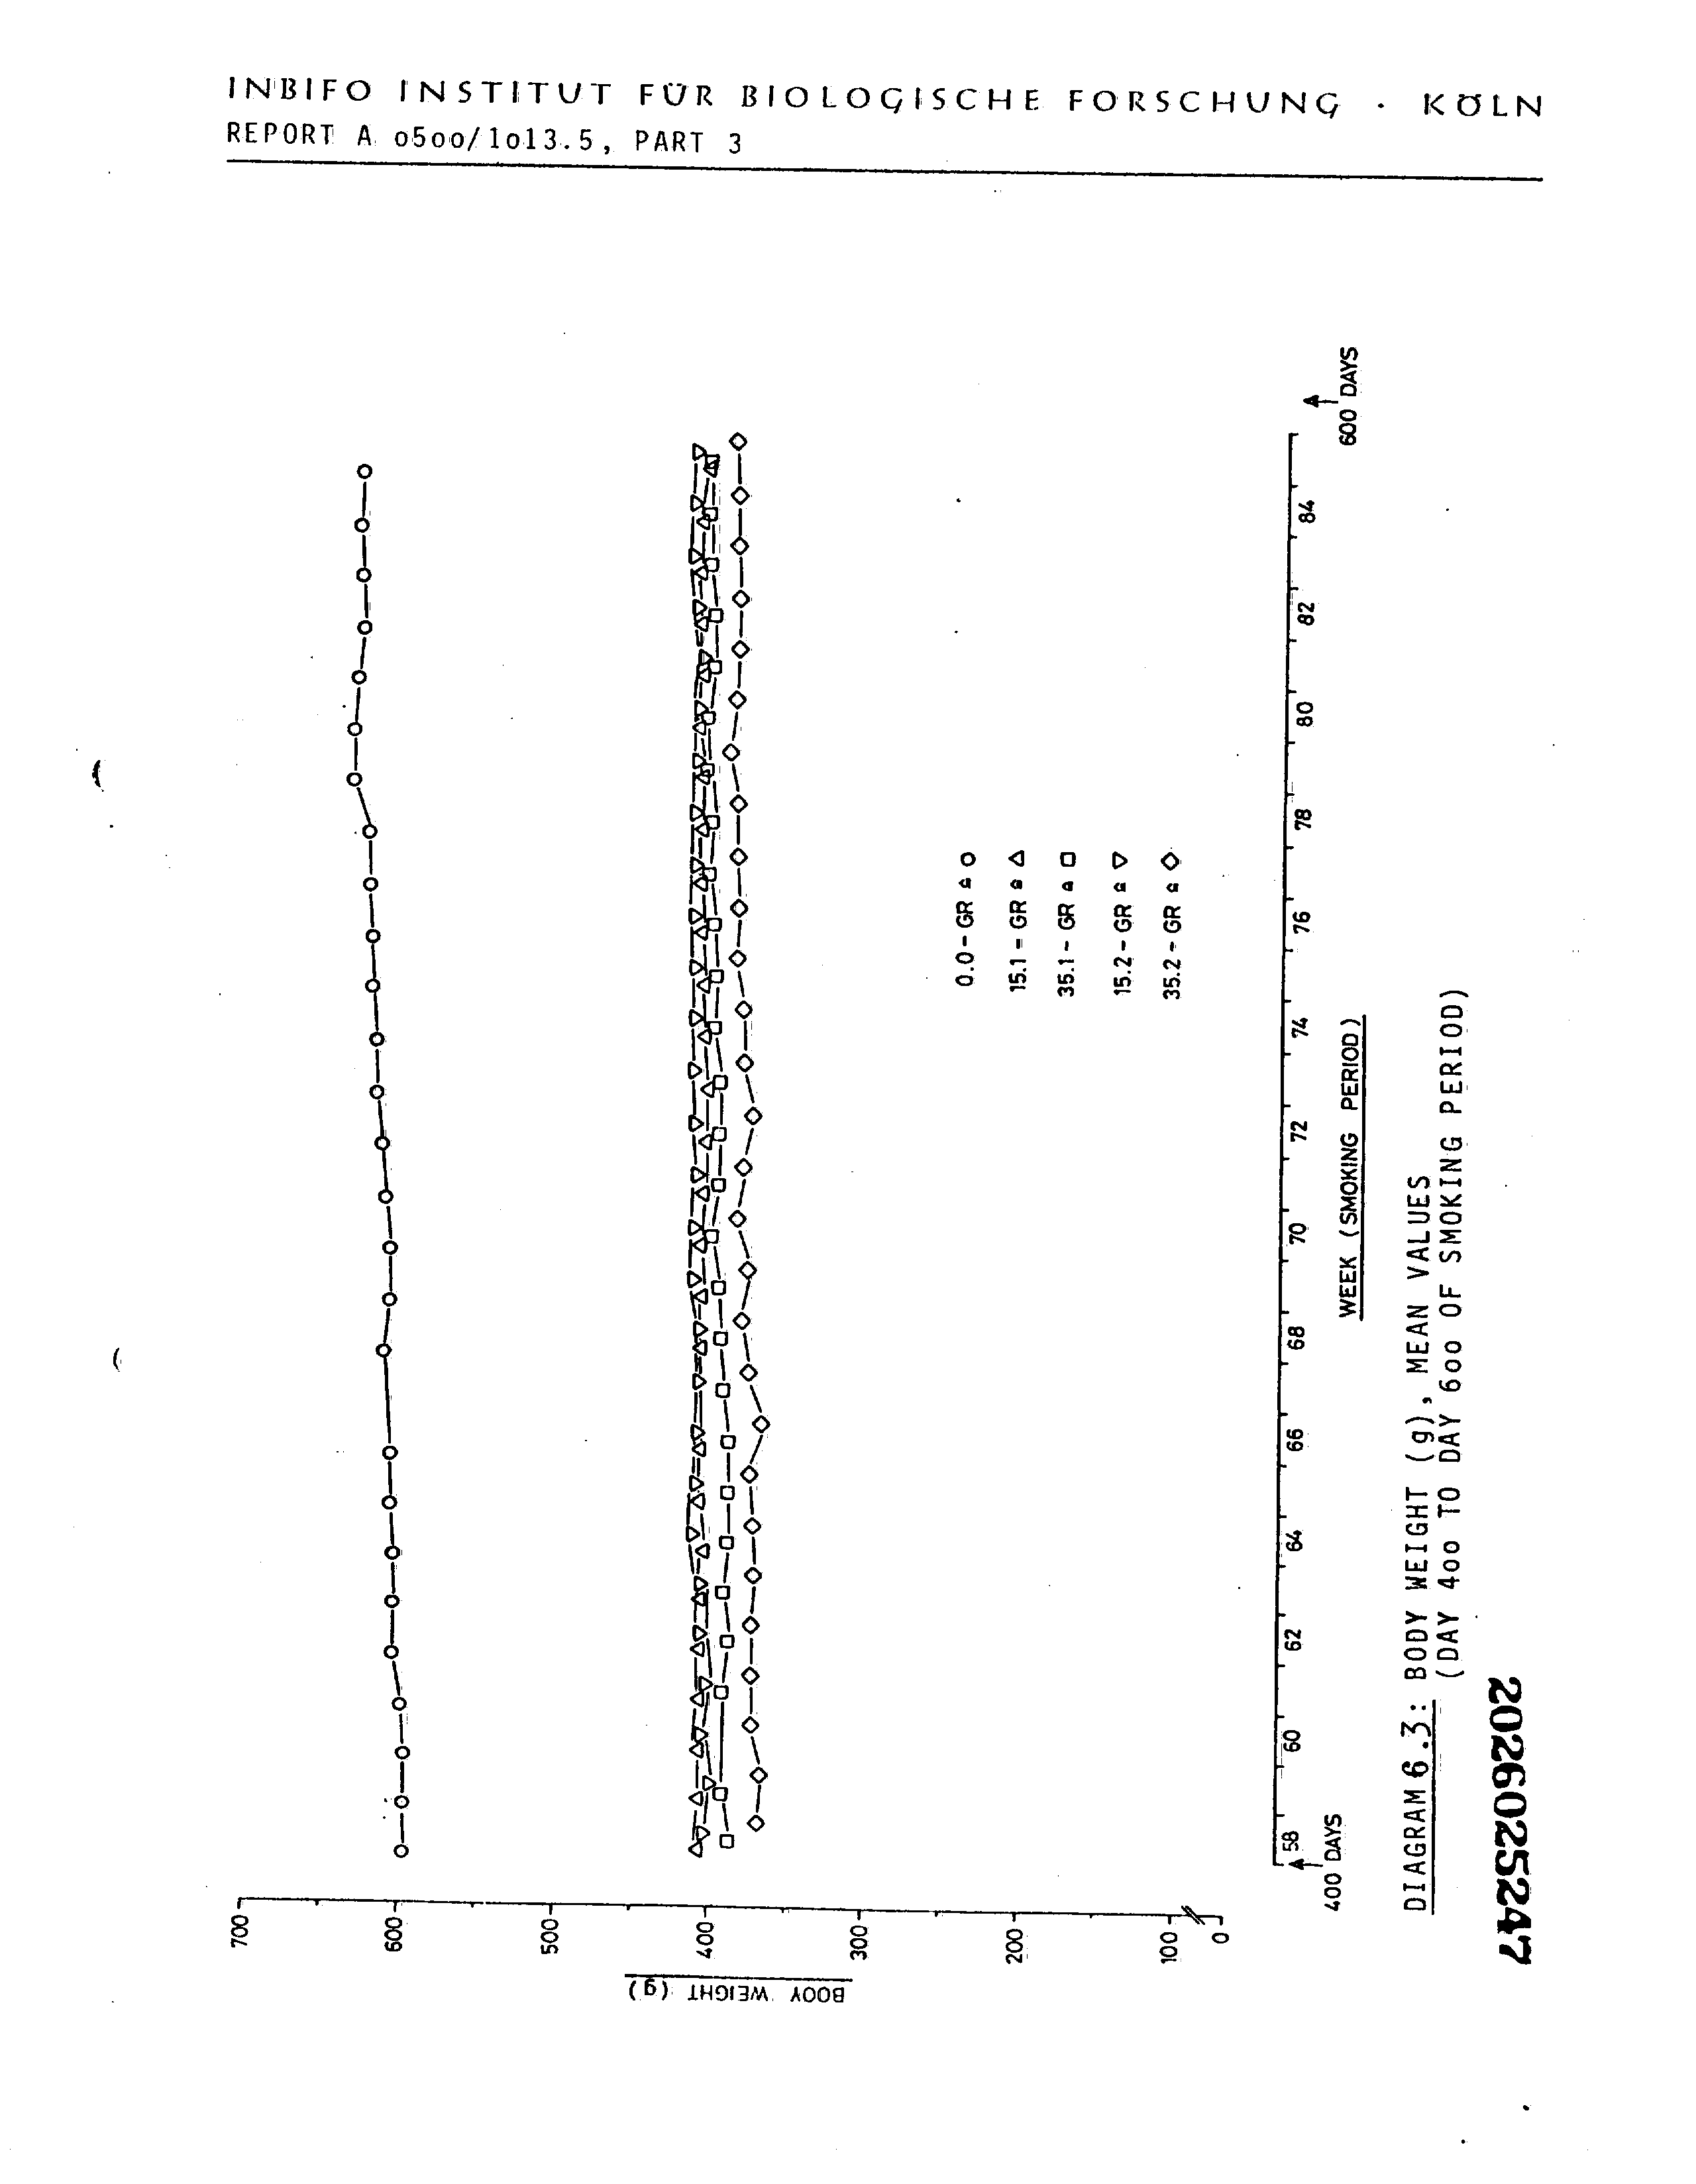 INBIFO INSTITUT FÜR BIOLOGISCHE FORSCHUNG · KÖLN
REPORT A o5oo/1o13.5, PART 3
BODY WEIGHT (g)
700
600
500
400
300
200
100
0
0.0 - GR ≙ ○
15.1 - GR ≙ △
35.1 - GR ≙ □
15.2 - GR ≙ ▽
35.2 - GR ≙ ◇
58 60 62 64 66 68 70 72 74 76 78 80 82 84
400 DAYS
600 DAYS
WEEK (SMOKING PERIOD)
DIAGRAM 6.3: BODY WEIGHT (g), MEAN VALUES
(DAY 4oo TO DAY 6oo OF SMOKING PERIOD)
2026025247